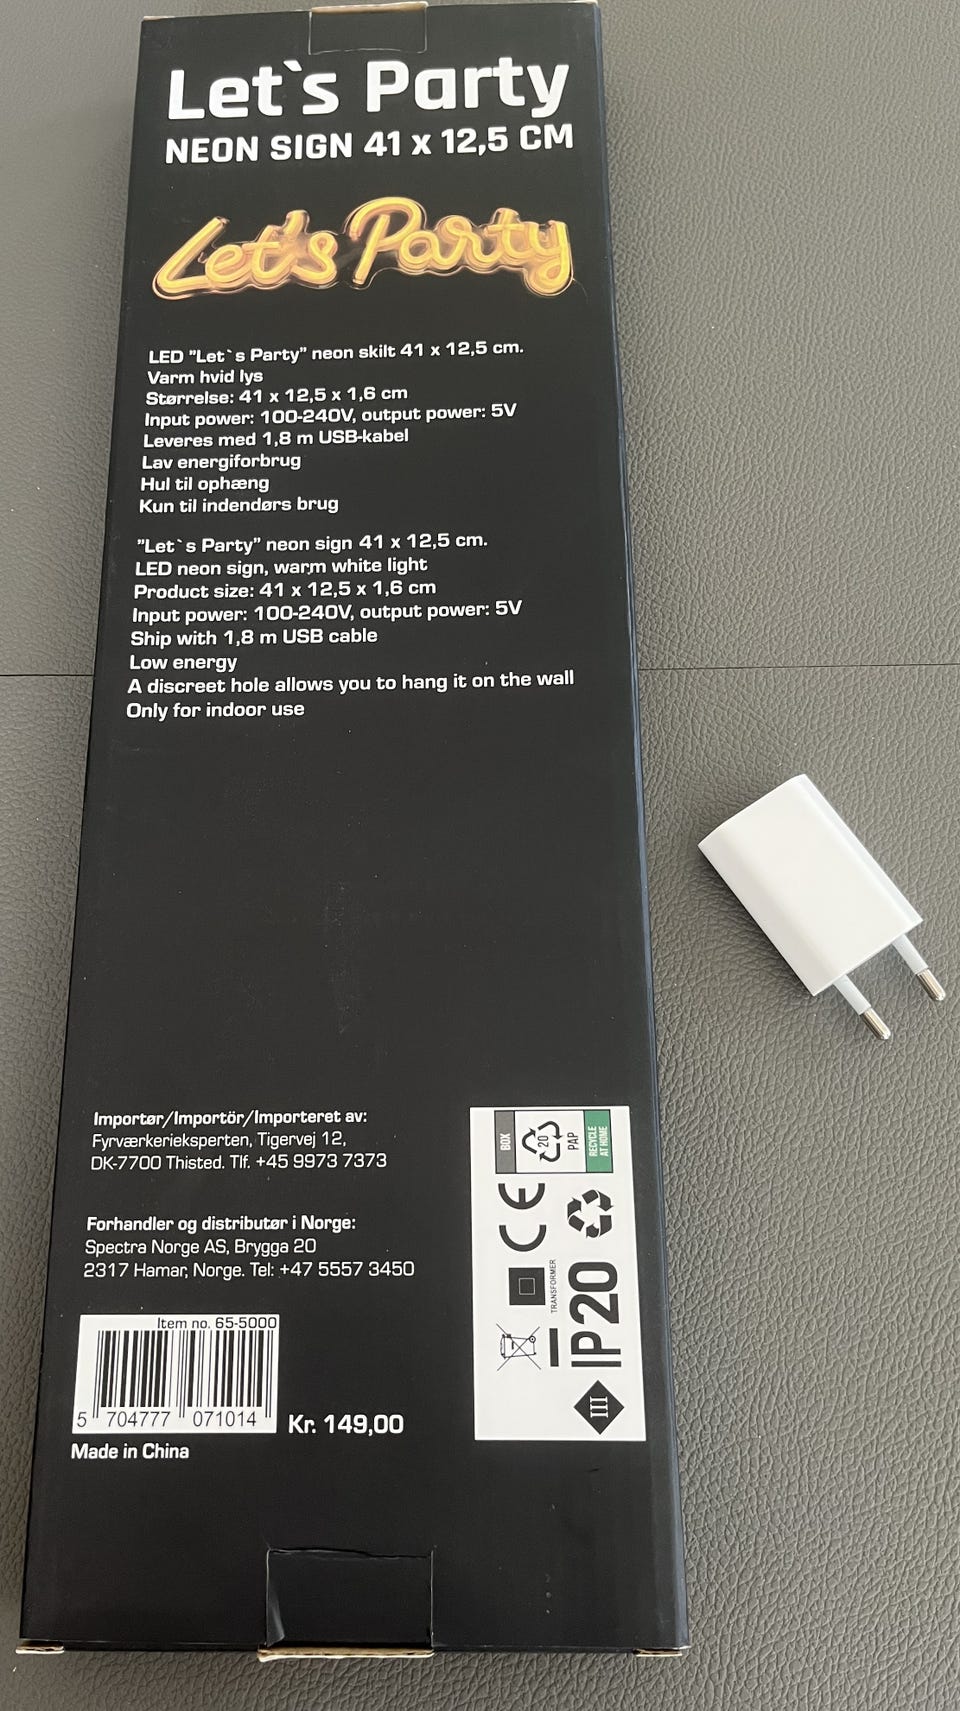 Let`s Party
NEON SIGN 41 x 12,5 CM
Let's Party
LED ”Let`s Party” neon skilt 41 x 12,5 cm.
Varm hvid lys
Størrelse: 41 x 12,5 x 1,6 cm
Input power: 100-240V, output power: 5V
Leveres med 1,8 m USB-kabel
Lav energiforbrug
Hul til ophæng
Kun til indendørs brug
”Let`s Party” neon sign 41 x 12,5 cm.
LED neon sign, warm white light
Product size: 41 x 12,5 x 1,6 cm
Input power: 100-240V, output power: 5V
Ship with 1,8 m USB cable
Low energy
A discreet hole allows you to hang it on the wall
Only for indoor use
Importør/Importör/Importeret av:
Fyrværkerieksperten, Tigervej 12,
DK-7700 Thisted. Tlf. +45 9973 7373
Forhandler og distributør i Norge:
Spectra Norge AS, Brygga 20
2317 Hamar, Norge. Tel: +47 5557 3450
Item no. 65-5000
5 704777 071014
Kr. 149,00
Made in China
BOX
20
PAP
RECYCLE
AT HOME
CE
TRANSFORMER
III
IP20